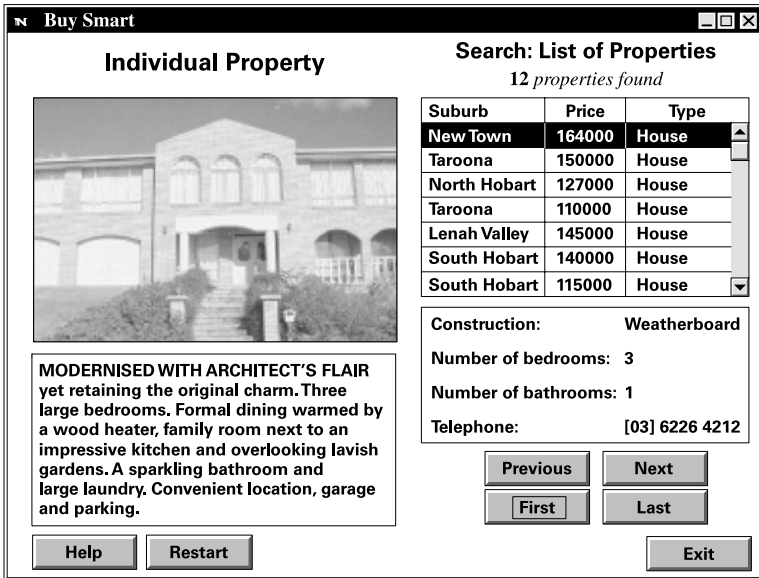 Buy Smart
Individual Property
MODERNISED WITH ARCHITECT'S FLAIR
yet retaining the original charm. Three
large bedrooms. Formal dining warmed by
a wood heater, family room next to an
impressive kitchen and overlooking lavish
gardens. A sparkling bathroom and
large laundry. Convenient location, garage
and parking.
Help Restart
Search: List of Properties
12 properties found
Suburb Price Type
New Town 164000 House
Taroona 150000 House
North Hobart 127000 House
Taroona 110000 House
Lenah Valley 145000 House
South Hobart 140000 House
South Hobart 115000 House
Construction: Weatherboard
Number of bedrooms: 3
Number of bathrooms: 1
Telephone: [03] 6226 4212
Previous Next
First Last
Exit